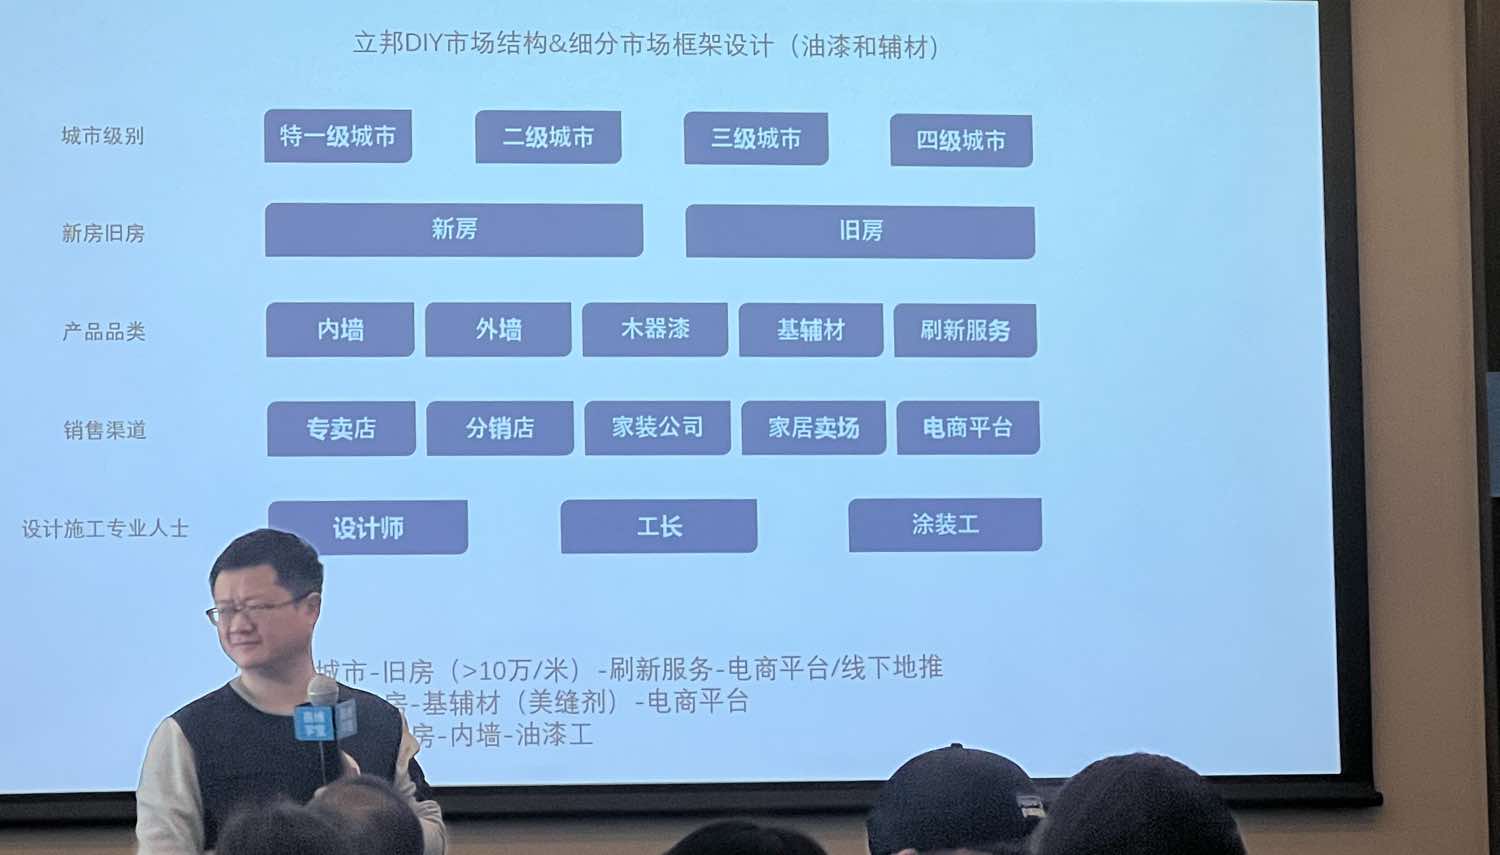 立邦DIY市场结构&细分市场框架设计（油漆和辅材）
城市级别 特一级城市 二级城市 三级城市 四级城市
新房旧房 新房 旧房
产品品类 内墙 外墙 木器漆 基辅材 刷新服务
销售渠道 专卖店 分销店 家装公司 家居卖场 电商平台
设计施工专业人士 设计师 工长 涂装工
城市-旧房（>10万/米）-刷新服务-电商平台/线下地推
房-基辅材（美缝剂）-电商平台
房-内墙-油漆工